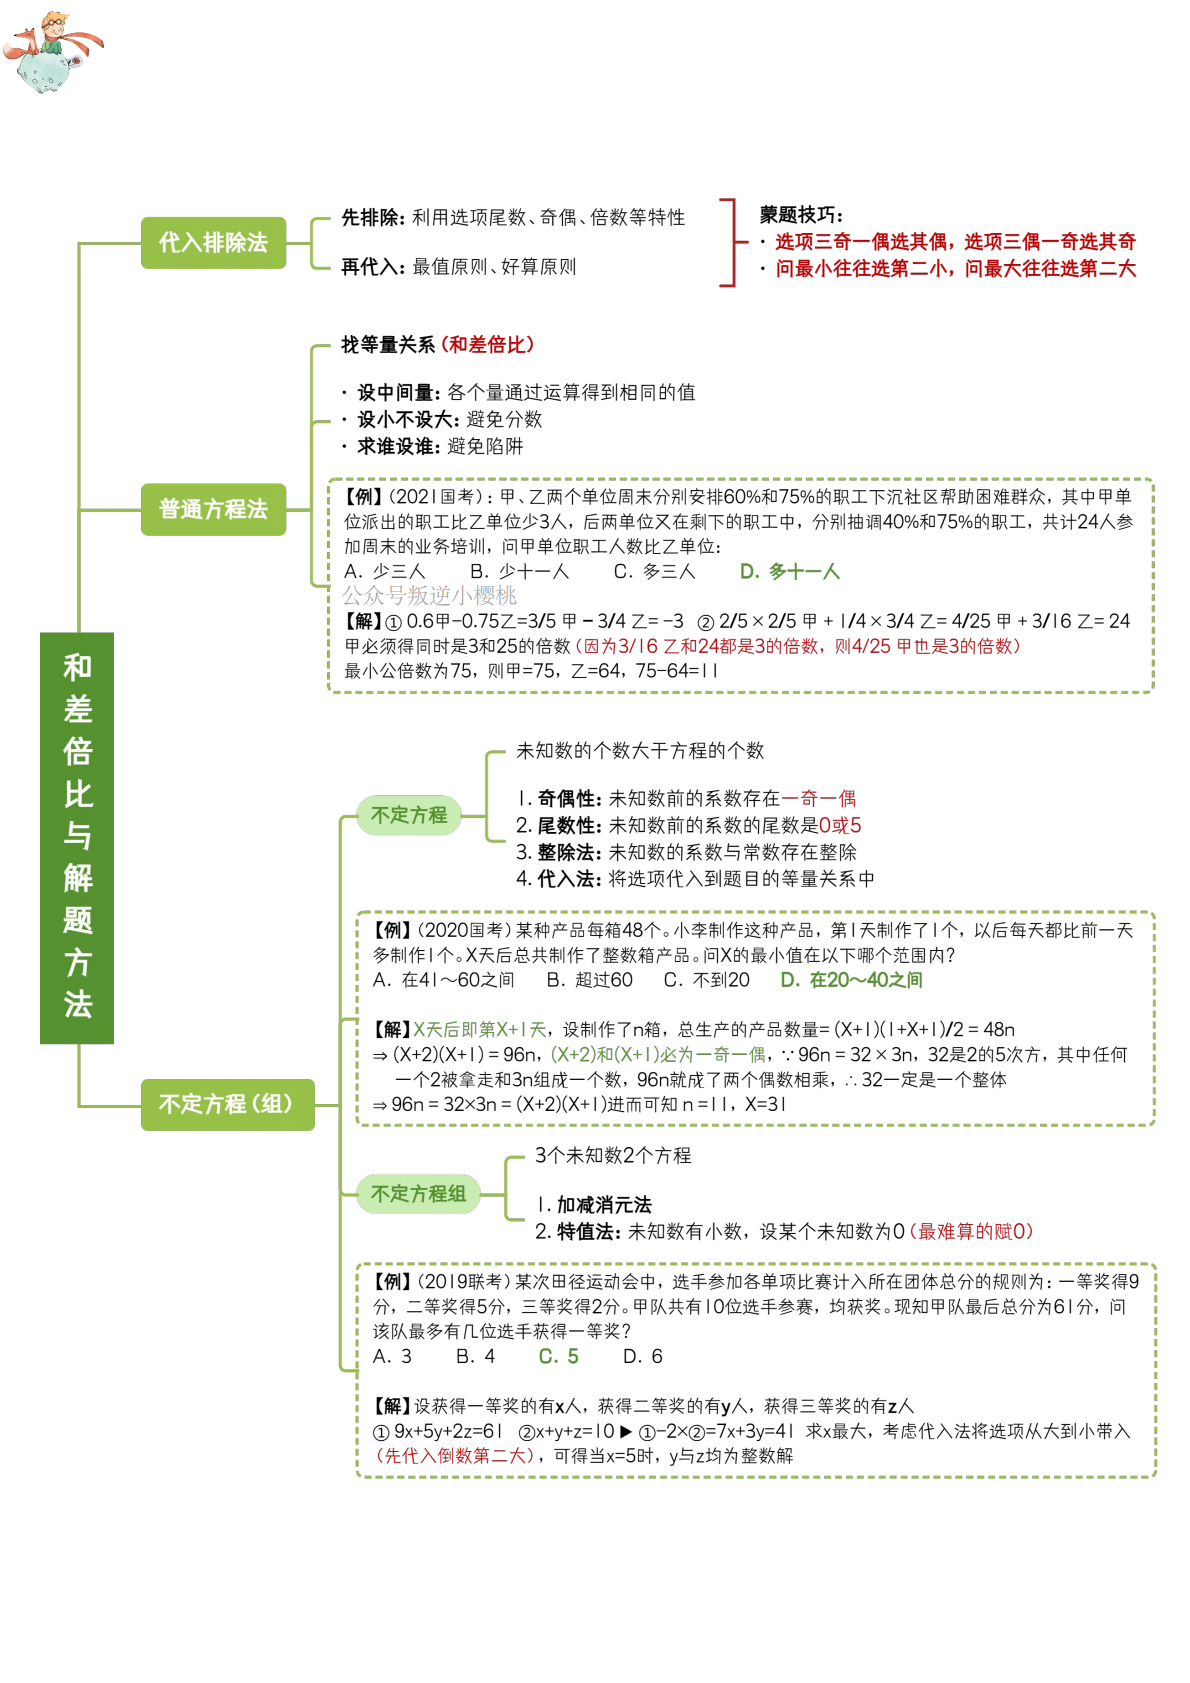 和差倍比与解题方法
代入排除法
先排除：利用选项尾数、奇偶、倍数等特性
再代入：最值原则、好算原则
蒙题技巧：
· 选项三奇一偶选其偶，选项三偶一奇选其奇
· 问最小往往选第二小，问最大往往选第二大
普通方程法
找等量关系（和差倍比）
· 设中间量：各个量通过运算得到相同的值
· 设小不设大：避免分数
· 求谁设谁：避免陷阱
【例】（2021国考）：甲、乙两个单位周末分别安排60%和75%的职工下沉社区帮助困难群众，其中甲单
位派出的职工比乙单位少3人，后两单位又在剩下的职工中，分别抽调40%和75%的职工，共计24人参
加周末的业务培训，问甲单位职工人数比乙单位：
A. 少三人 B. 少十一人 C. 多三人 D. 多十一人
公众号叛逆小樱桃
【解】① 0.6甲-0.75乙=3/5 甲 - 3/4 乙= -3 ② 2/5 × 2/5 甲 + 1/4 × 3/4 乙= 4/25 甲 + 3/16 乙= 24
甲必须得同时是3和25的倍数（因为3/16 乙和24都是3的倍数，则4/25 甲也是3的倍数）
最小公倍数为75，则甲=75，乙=64，75-64=11
不定方程（组）
不定方程
未知数的个数大于方程的个数
1. 奇偶性：未知数前的系数存在一奇一偶
2. 尾数性：未知数前的系数的尾数是0或5
3. 整除法：未知数的系数与常数存在整除
4. 代入法：将选项代入到题目的等量关系中
【例】（2020国考）某种产品每箱48个。小李制作这种产品，第1天制作了1个，以后每天都比前一天
多制作1个。X天后总共制作了整数箱产品。问X的最小值在以下哪个范围内？
A. 在41～60之间 B. 超过60 C. 不到20 D. 在20～40之间
【解】X天后即第X+1天，设制作了n箱，总生产的产品数量= (X+1)(1+X+1)/2 = 48n
⇒ (X+2)(X+1) = 96n，(X+2)和(X+1)必为一奇一偶，∵ 96n = 32 × 3n，32是2的5次方，其中任何
一个2被拿走和3n组成一个数，96n就成了两个偶数相乘，∴ 32一定是一个整体
⇒ 96n = 32×3n = (X+2)(X+1)进而可知 n =11，X=31
不定方程组
3个未知数2个方程
1. 加减消元法
2. 特值法：未知数有小数，设某个未知数为0（最难算的赋0）
【例】（2019联考）某次田径运动会中，选手参加各单项比赛计入所在团体总分的规则为：一等奖得9
分，二等奖得5分，三等奖得2分。甲队共有10位选手参赛，均获奖。现知甲队最后总分为61分，问
该队最多有几位选手获得一等奖？
A. 3 B. 4 C. 5 D. 6
【解】设获得一等奖的有x人，获得二等奖的有y人，获得三等奖的有z人
① 9x+5y+2z=61 ②x+y+z=10 ▶ ①-2×②=7x+3y=41 求x最大，考虑代入法将选项从大到小带入
（先代入倒数第二大），可得当x=5时，y与z均为整数解